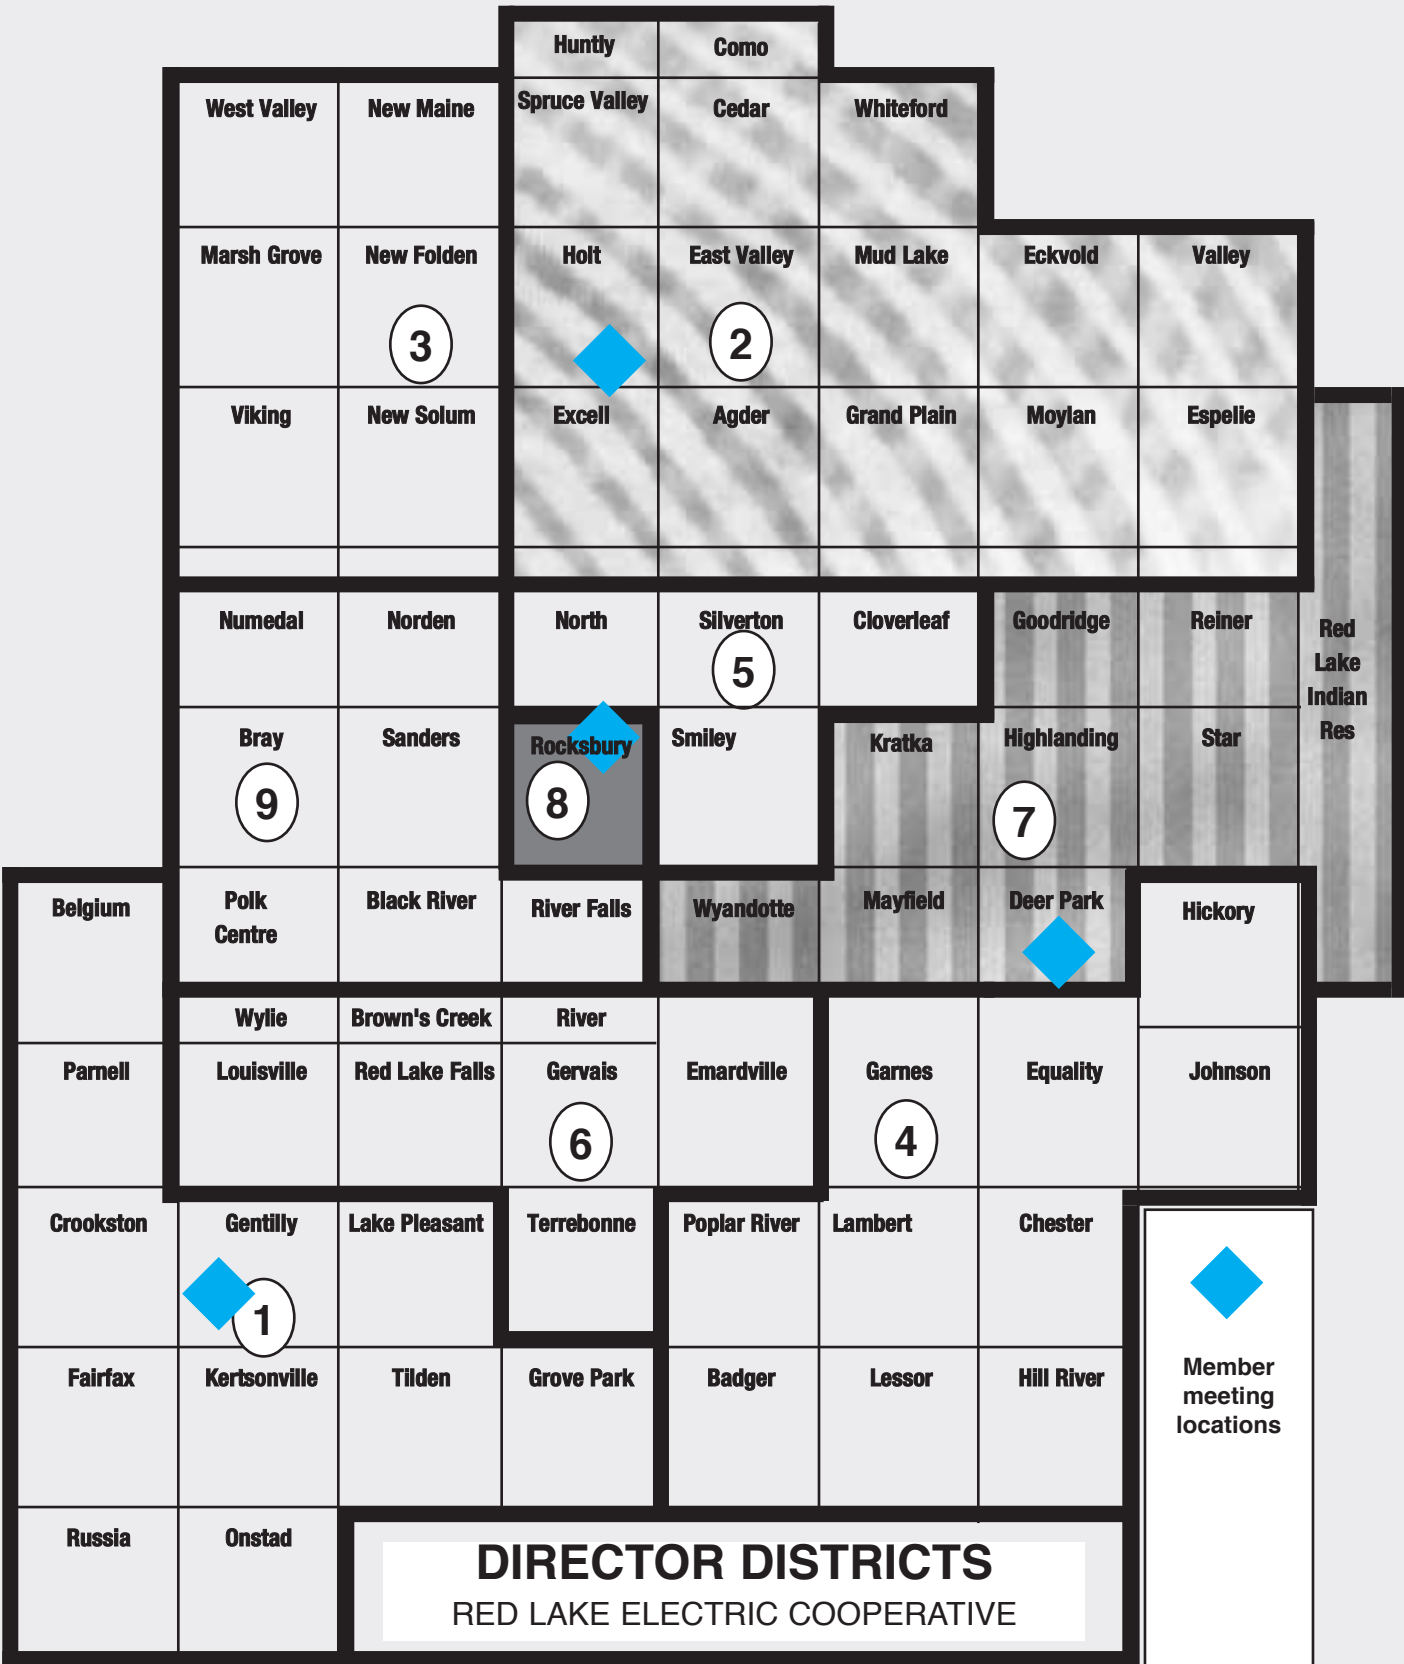 Huntly Como
Spruce Valley
West Valley New Maine Cedar Whiteford
Marsh Grove New Folden Holt East Valley Mud Lake Eckvold Valley
3 2
Viking New Solum Excell Agder Grand Plain Moylan Espelie
Numedal Norden North Silverton Cloverleaf Goodridge Reiner
Red
Lake
Indian
Res
5
Bray Sanders Rocksbury Smiley Kratka Highlanding Star
9 8 7
Belgium Polk Black River River Falls Wyandotte Mayfield Deer Park Hickory
Centre
Wylie Brown's Creek River
Parnell Louisville Red Lake Falls Gervais Emardville Garnes Equality Johnson
6 4
Crookston Gentilly Lake Pleasant Terrebonne Poplar River Lambert Chester
1
Fairfax Kertsonville Tilden Grove Park Badger Lessor Hill River
Member
meeting
locations
Russia Onstad
DIRECTOR DISTRICTS
RED LAKE ELECTRIC COOPERATIVE